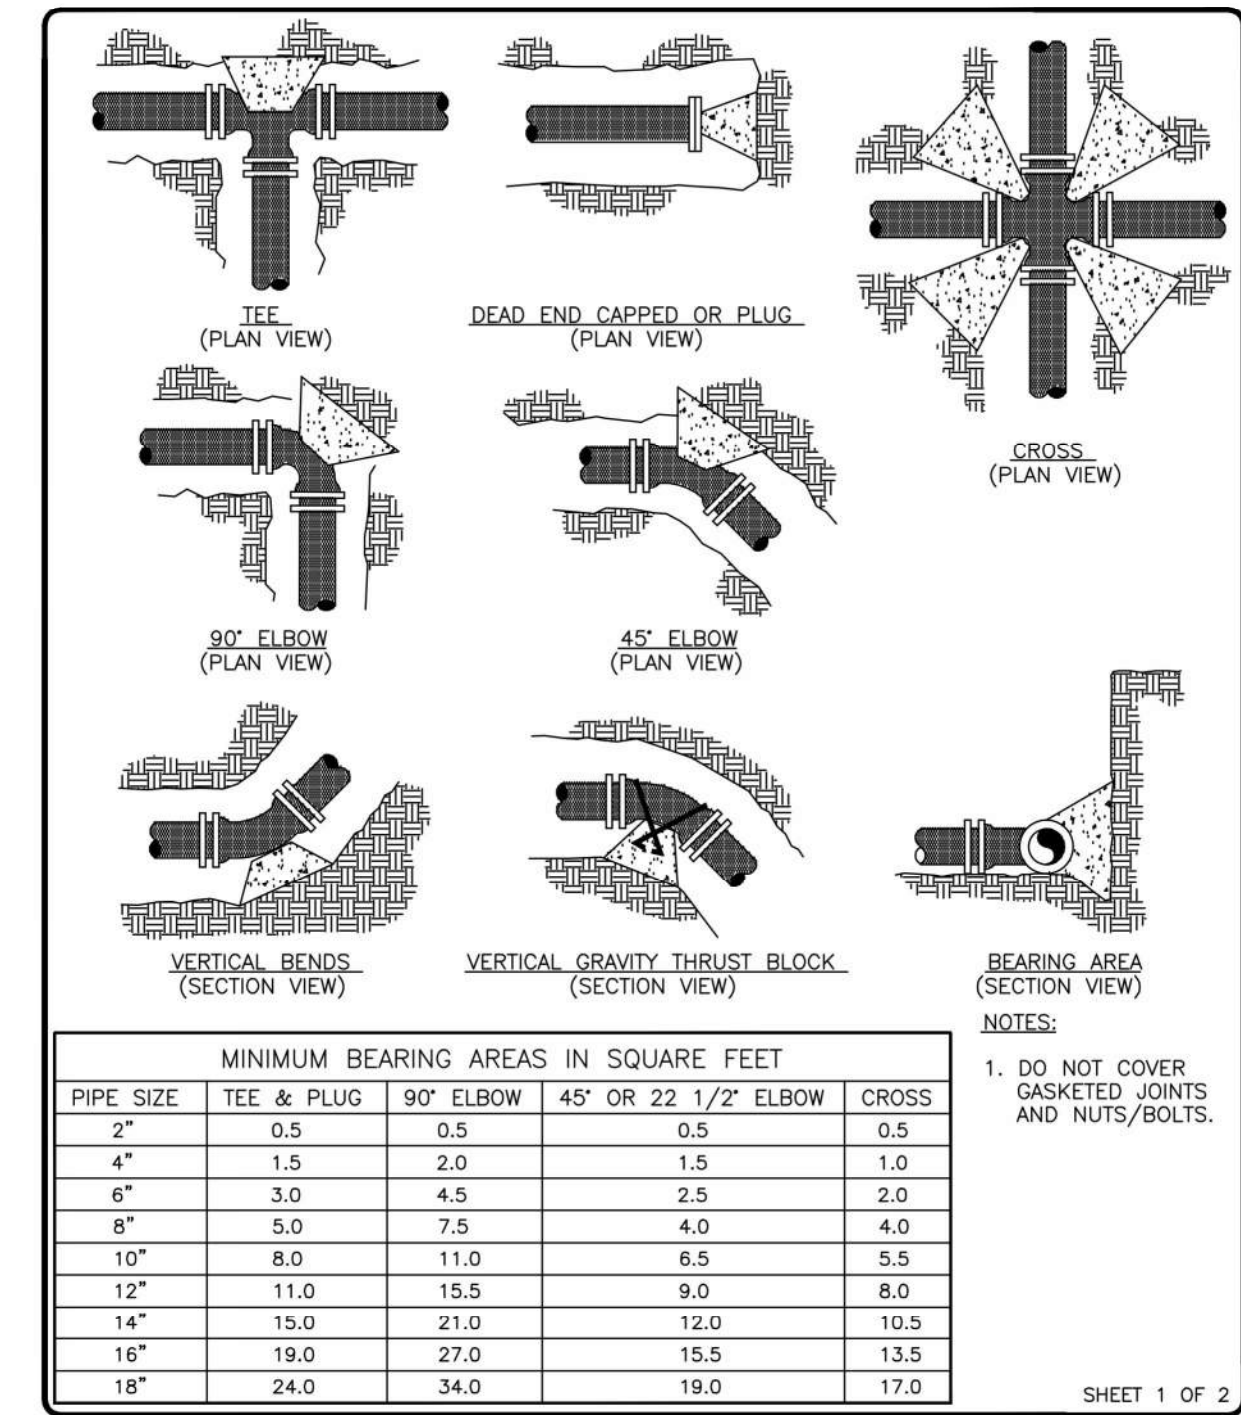 TEE
(PLAN VIEW)
DEAD END CAPPED OR PLUG
(PLAN VIEW)
CROSS
(PLAN VIEW)
90° ELBOW
(PLAN VIEW)
45° ELBOW
(PLAN VIEW)
VERTICAL BENDS
(SECTION VIEW)
VERTICAL GRAVITY THRUST BLOCK
(SECTION VIEW)
BEARING AREA
(SECTION VIEW)
MINIMUM BEARING AREAS IN SQUARE FEET
PIPE SIZE TEE & PLUG 90° ELBOW 45° OR 22 1/2° ELBOW CROSS
2" 0.5 0.5 0.5 0.5
4" 1.5 2.0 1.5 1.0
6" 3.0 4.5 2.5 2.0
8" 5.0 7.5 4.0 4.0
10" 8.0 11.0 6.5 5.5
12" 11.0 15.5 9.0 8.0
14" 15.0 21.0 12.0 10.5
16" 19.0 27.0 15.5 13.5
18" 24.0 34.0 19.0 17.0
NOTES:
1. DO NOT COVER
GASKETED JOINTS
AND NUTS/BOLTS.
SHEET 1 OF 2